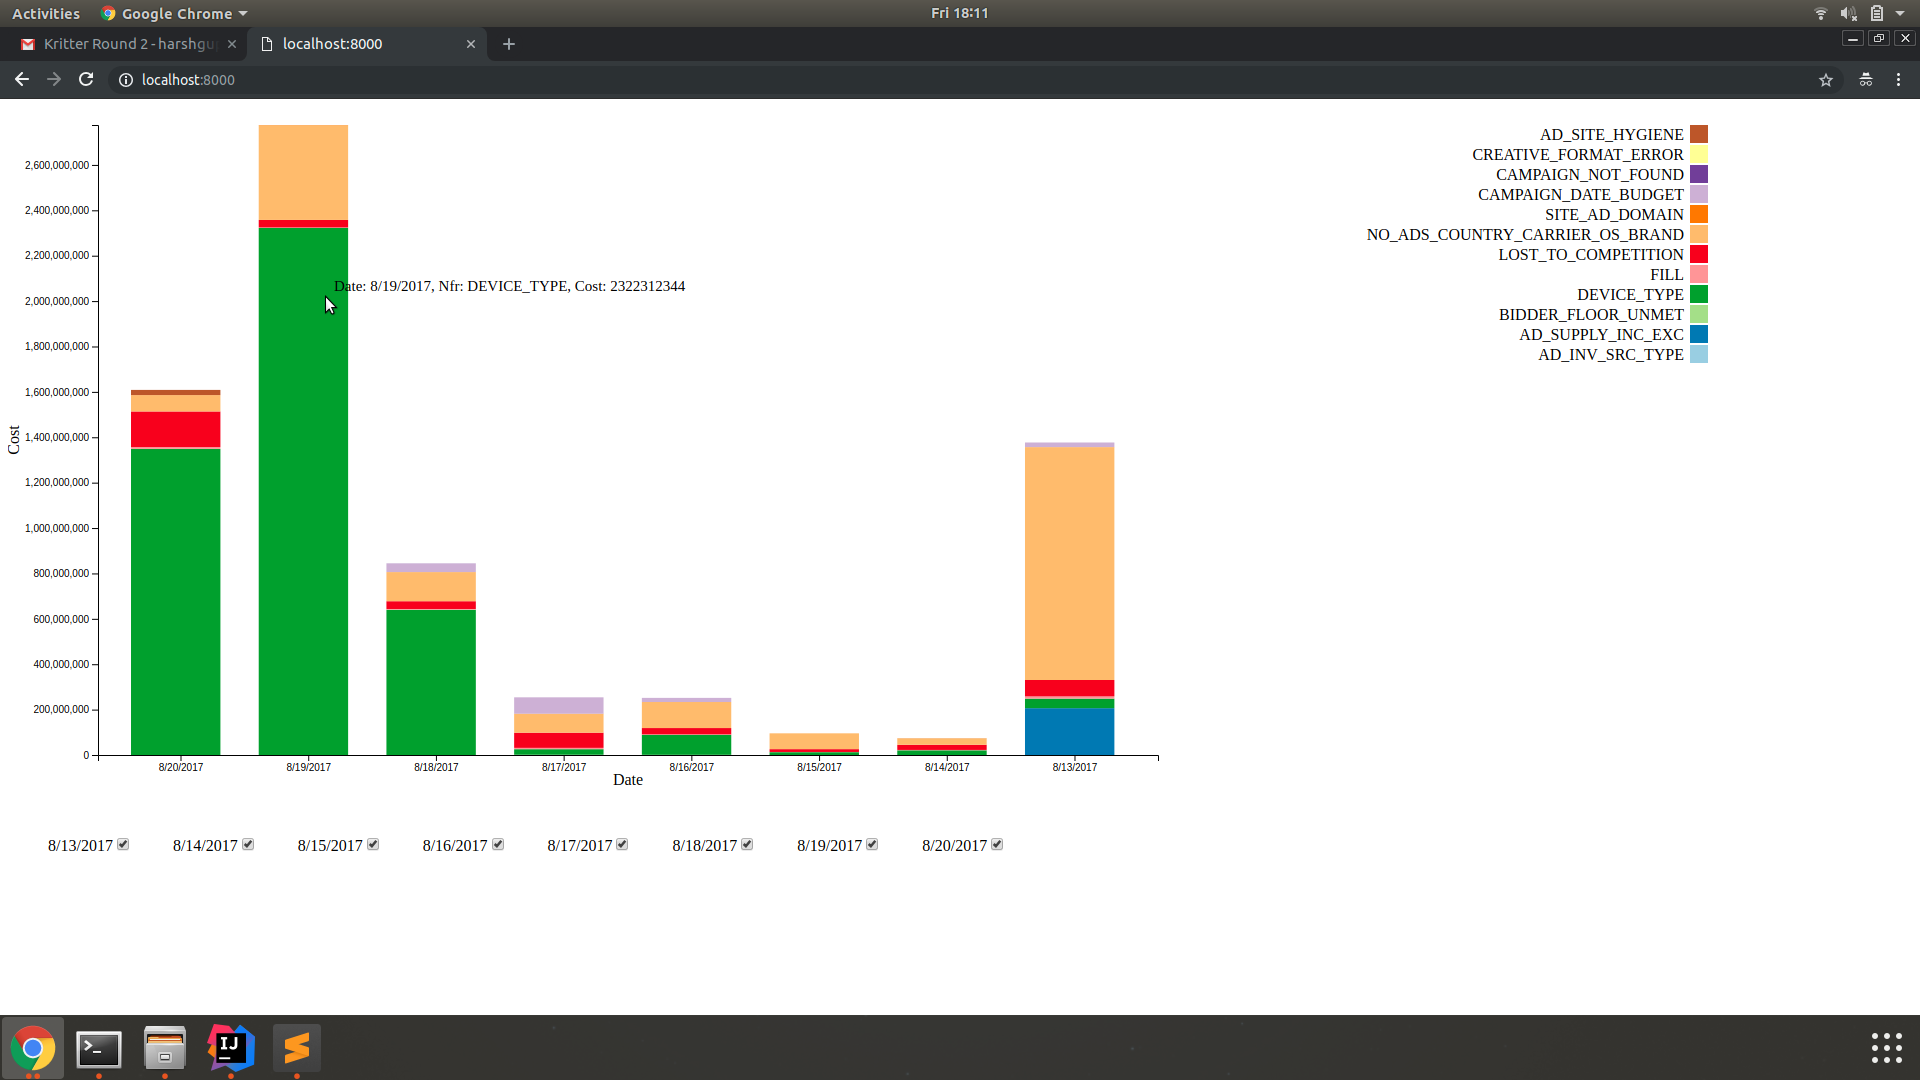 Activities Google Chrome Fri 18:11
Kritter Round 2 - harshgu localhost:8000
localhost:8000
2,600,000,000
2,400,000,000
2,200,000,000
2,000,000,000
1,800,000,000
1,600,000,000
1,400,000,000
1,200,000,000
1,000,000,000
800,000,000
600,000,000
400,000,000
200,000,000
0
Cost
Date: 8/19/2017, Nfr: DEVICE_TYPE, Cost: 2322312344
8/20/2017 8/19/2017 8/18/2017 8/17/2017 8/16/2017 8/15/2017 8/14/2017 8/13/2017
Date
AD_SITE_HYGIENE
CREATIVE_FORMAT_ERROR
CAMPAIGN_NOT_FOUND
CAMPAIGN_DATE_BUDGET
SITE_AD_DOMAIN
NO_ADS_COUNTRY_CARRIER_OS_BRAND
LOST_TO_COMPETITION
FILL
DEVICE_TYPE
BIDDER_FLOOR_UNMET
AD_SUPPLY_INC_EXC
AD_INV_SRC_TYPE
8/13/2017 8/14/2017 8/15/2017 8/16/2017 8/17/2017 8/18/2017 8/19/2017 8/20/2017
IJ